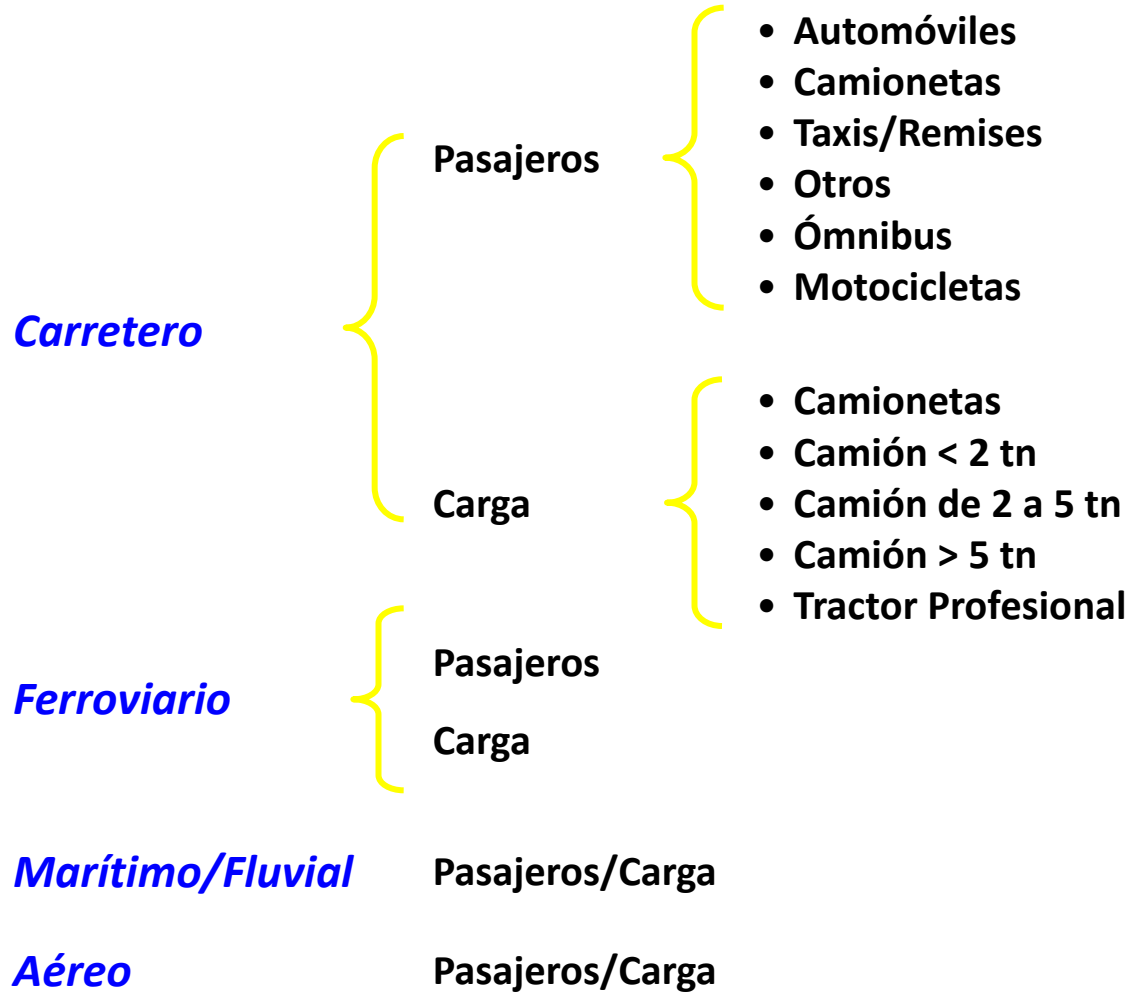 Carretero
Pasajeros
• Automóviles
• Camionetas
• Taxis/Remises
• Otros
• Ómnibus
• Motocicletas
Carga
• Camionetas
• Camión < 2 tn
• Camión de 2 a 5 tn
• Camión > 5 tn
• Tractor Profesional
Ferroviario
Pasajeros
Carga
Marítimo/Fluvial
Pasajeros/Carga
Aéreo
Pasajeros/Carga